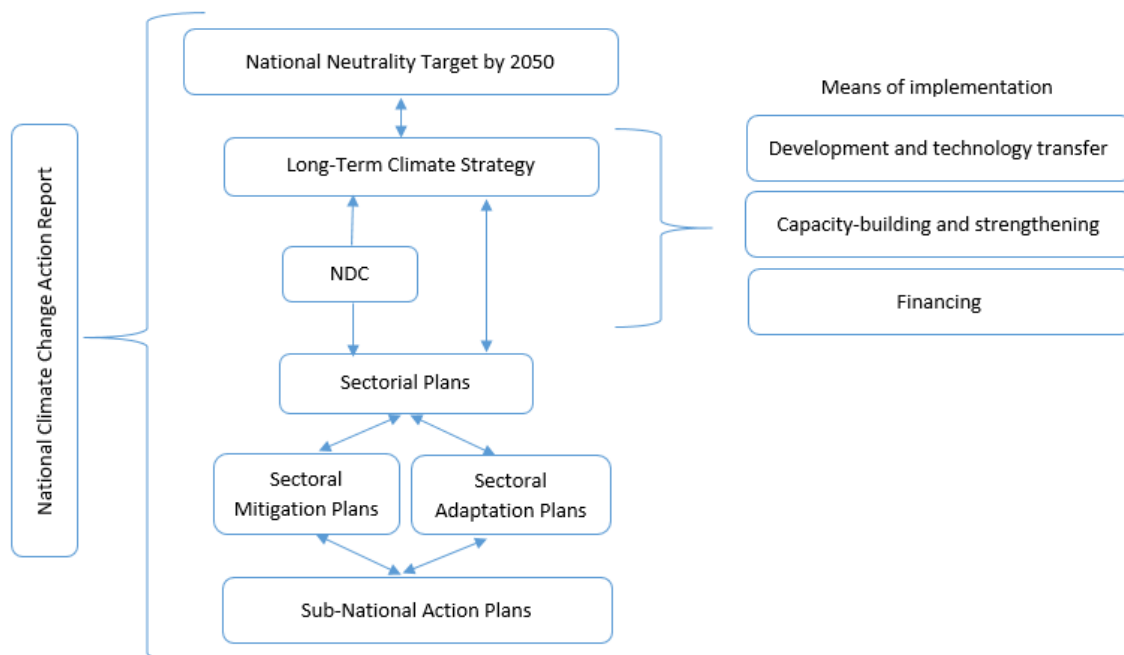 National Climate Change Action Report
National Neutrality Target by 2050
Long-Term Climate Strategy
NDC
Sectorial Plans
Sectoral
Mitigation Plans
Sectoral
Adaptation Plans
Sub-National Action Plans
Means of implementation
Development and technology transfer
Capacity-building and strengthening
Financing